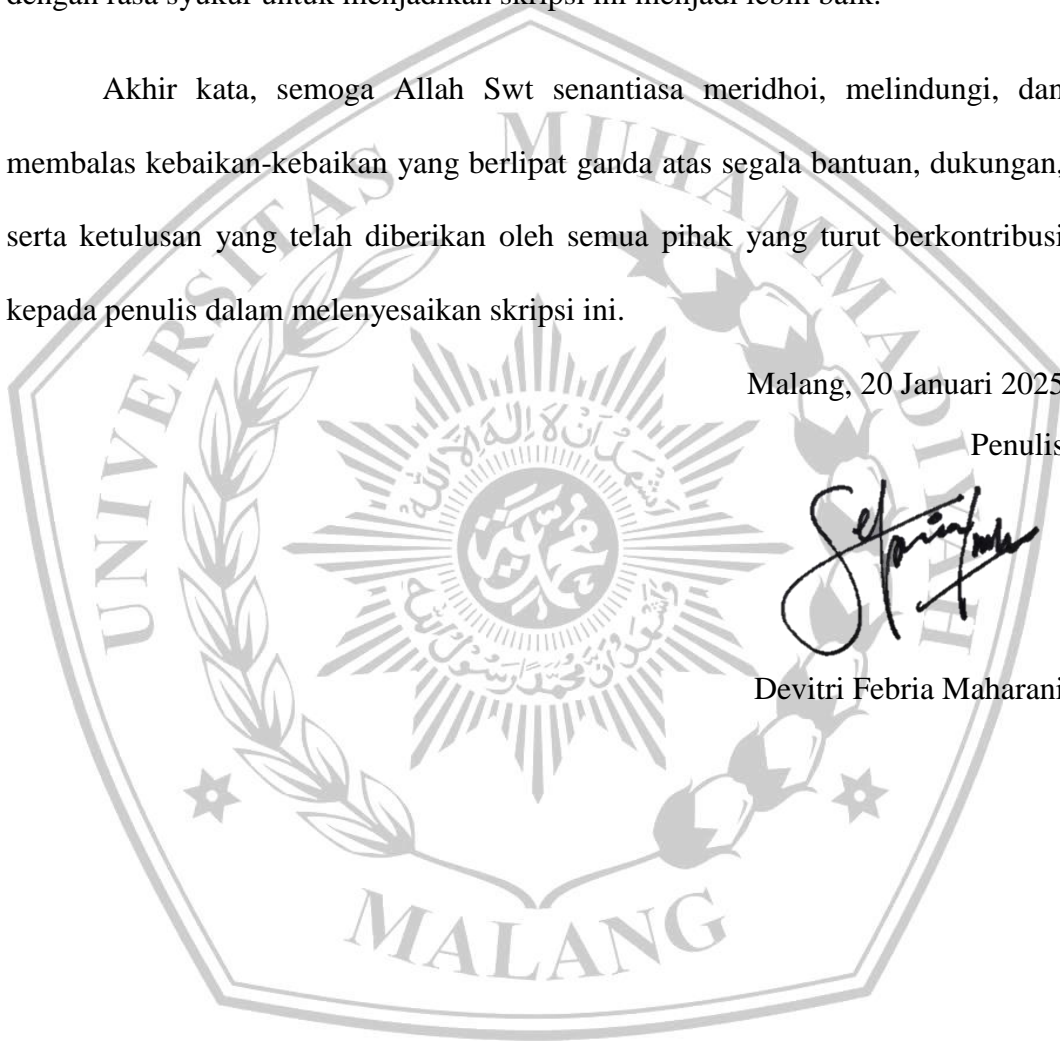 dengan rasa syukur untuk menjadikan skripsi ini menjadi lebih baik.
Akhir kata, semoga Allah Swt senantiasa meridhoi, melindungi, dan
membalas kebaikan-kebaikan yang berlipat ganda atas segala bantuan, dukungan,
serta ketulusan yang telah diberikan oleh semua pihak yang turut berkontribusi
kepada penulis dalam melenyesaikan skripsi ini.
Malang, 20 Januari 2025
Penulis
Devitri Febria Maharani
UNIVERSITAS MUHAMMADIYAH
MALANG